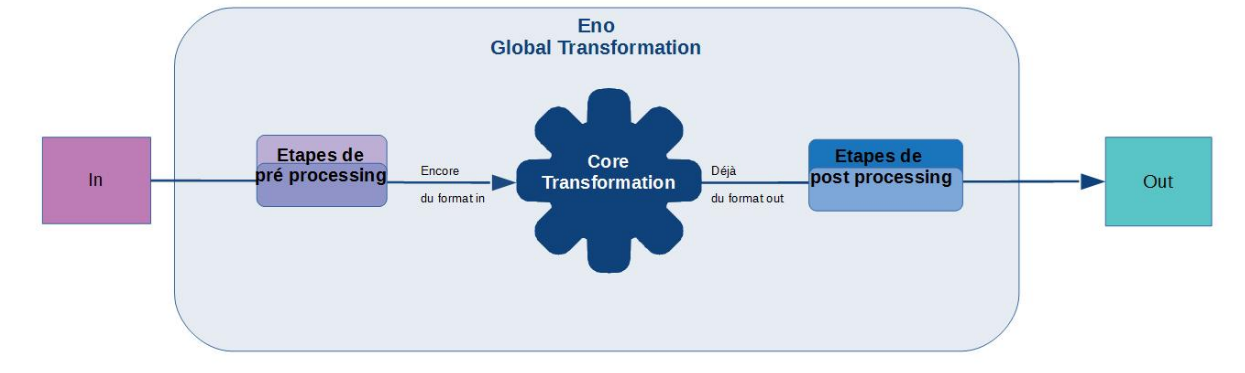 Eno
Global Transformation
In
Etapes de
pré processing
Encore
du format in
Core
Transformation
Déjà
du format out
Etapes de
post processing
Out